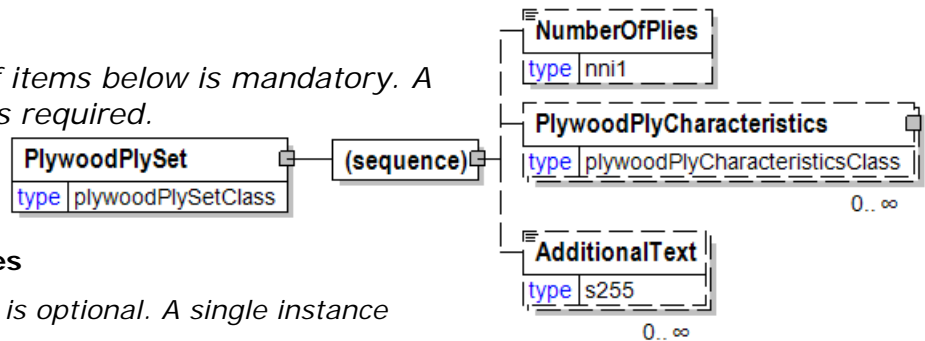 NumberOfPlies
type nni1
f items below is mandatory. A
s required.
PlywoodPlyCharacteristics
type plywoodPlyCharacteristicsClass
0.. ∞
PlywoodPlySet
type plywoodPlySetClass
(sequence)
AdditionalText
type s255
0.. ∞
es
is optional. A single instance